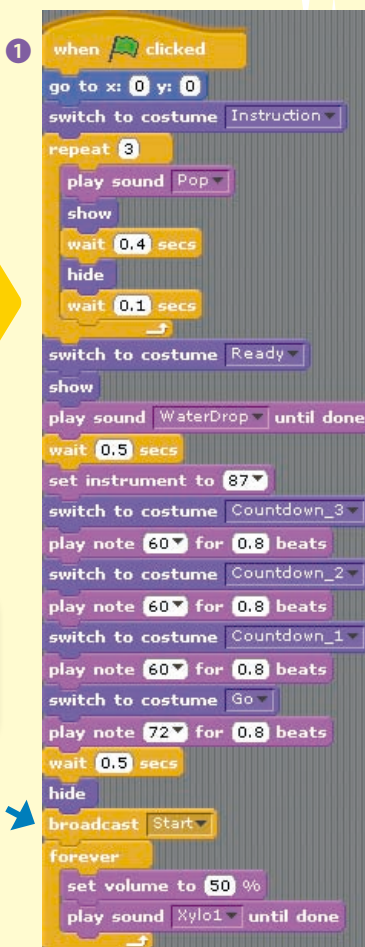 1
when clicked
go to x: 0 y: 0
switch to costume Instruction
repeat 3
play sound Pop
show
wait 0.4 secs
hide
wait 0.1 secs
switch to costume Ready
show
play sound WaterDrop until done
wait 0.5 secs
set instrument to 87
switch to costume Countdown_3
play note 60 for 0.8 beats
switch to costume Countdown_2
play note 60 for 0.8 beats
switch to costume Countdown_1
play note 60 for 0.8 beats
switch to costume Go
play note 72 for 0.8 beats
wait 0.5 secs
hide
broadcast Start
forever
set volume to 50 %
play sound Xylo1 until done